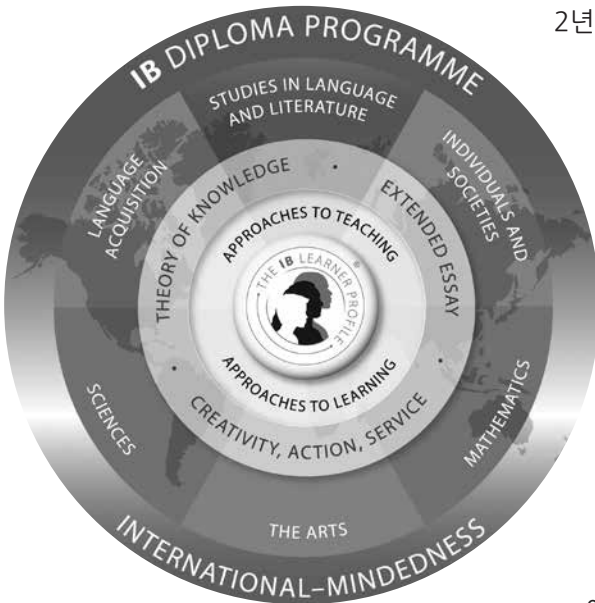 2년
IB DIPLOMA PROGRAMME
STUDIES IN LANGUAGE
AND LITERATURE
LANGUAGE
ACQUISITION
INDIVIDUALS AND
SOCIETIES
THEORY OF KNOWLEDGE
EXTENDED ESSAY
APPROACHES TO TEACHING
• THE IB LEARNER PROFILE •
®
APPROACHES TO LEARNING
CREATIVITY, ACTION, SERVICE
SCIENCES
MATHEMATICS
THE ARTS
INTERNATIONAL–MINDEDNESS